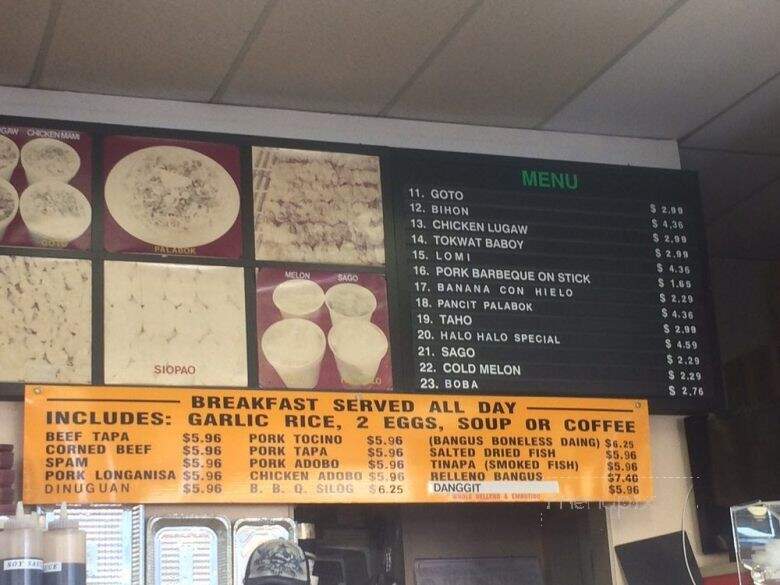 GAW CHICKEN MAMI
GOTO
PALABOK
SIOPAO
MELON SAGO
MENU
11. GOTO $ 2.99
12. BIHON $ 4.36
13. CHICKEN LUGAW $ 2.99
14. TOKWAT BABOY $ 2.99
15. LOMI $ 4.36
16. PORK BARBEQUE ON STICK $ 1.65
17. BANANA CON HIELO $ 2.29
18. PANCIT PALABOK $ 4.36
19. TAHO $ 2.99
20. HALO HALO SPECIAL $ 4.59
21. SAGO $ 2.29
22. COLD MELON $ 2.29
23. BOBA $ 2.76
BREAKFAST SERVED ALL DAY
INCLUDES: GARLIC RICE, 2 EGGS, SOUP OR COFFEE
BEEF TAPA $5.96 PORK TOCINO $5.96 (BANGUS BONELESS DAING) $6.25
CORNED BEEF $5.96 PORK TAPA $5.96 SALTED DRIED FISH $5.96
SPAM $5.96 PORK ADOBO $5.96 TINAPA (SMOKED FISH) $5.96
PORK LONGANISA $5.96 CHICKEN ADOBO $5.96 RELLENO BANGUS $7.40
DINUGUAN $5.96 B. B. Q. SILOG $6.25 DANGGIT $5.96
SOY SAUCE